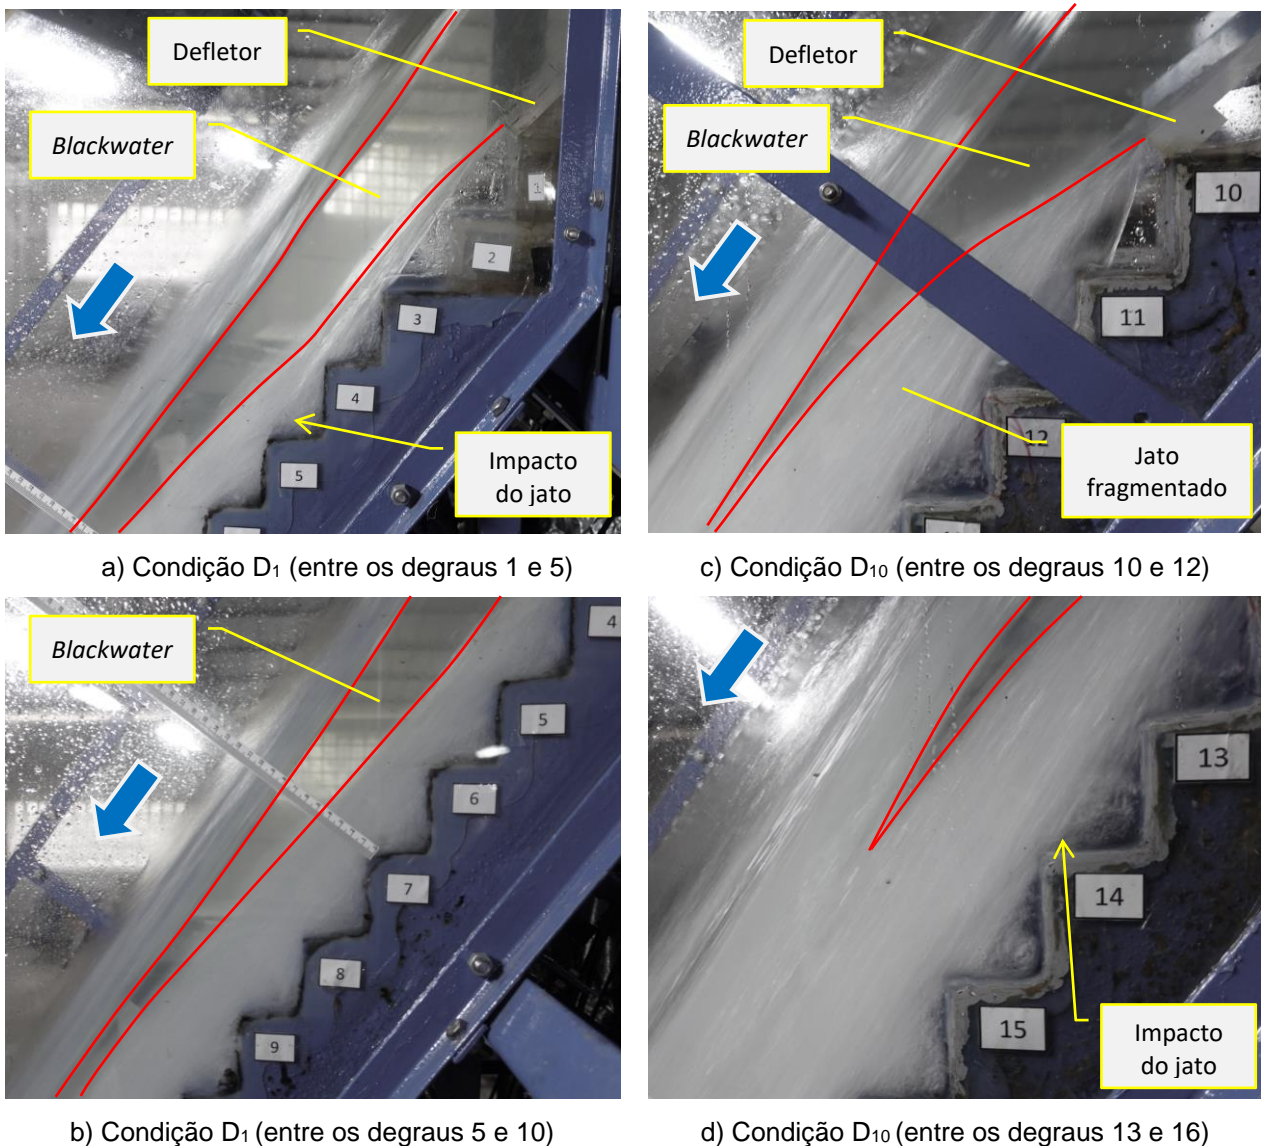 Defletor
Blackwater
1
2
3
4
5
Impacto
do jato
a) Condição D₁ (entre os degraus 1 e 5)
Defletor
Blackwater
10
11
12
Jato
fragmentado
c) Condição D₁₀ (entre os degraus 10 e 12)
Blackwater
4
5
6
7
8
9
b) Condição D₁ (entre os degraus 5 e 10)
13
14
15
Impacto
do jato
d) Condição D₁₀ (entre os degraus 13 e 16)